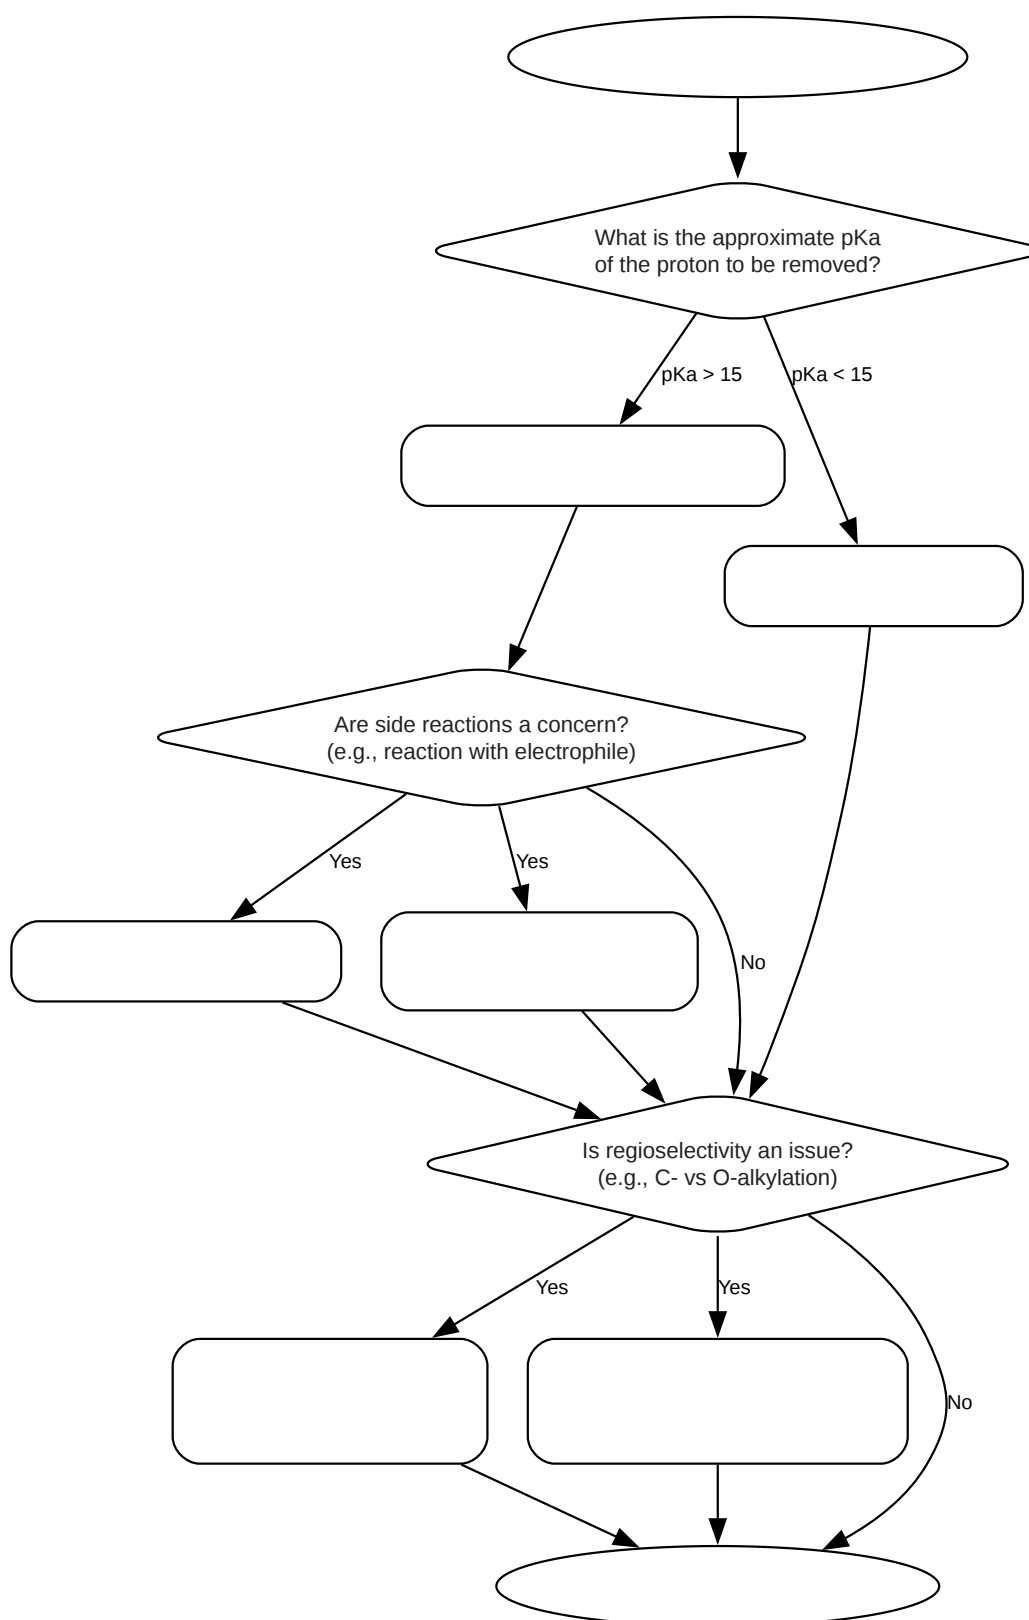 What is the approximate pKa
of the proton to be removed?
pKa > 15
pKa < 15
Are side reactions a concern?
(e.g., reaction with electrophile)
Yes
Yes
No
Is regioselectivity an issue?
(e.g., C- vs O-alkylation)
Yes
Yes
No